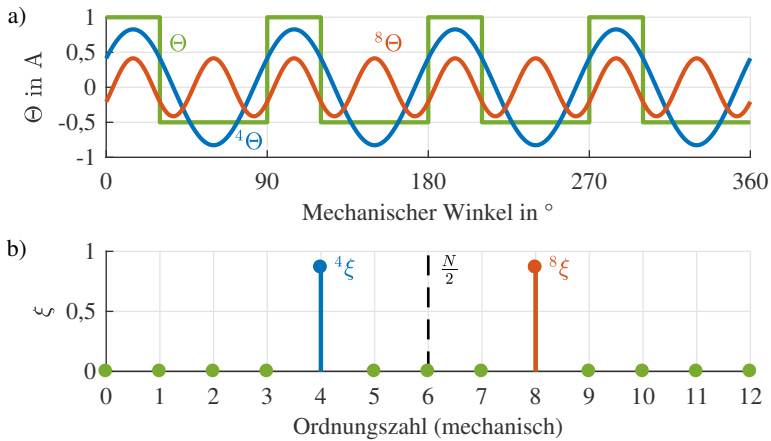 a)
1
0,5
0
-0,5
-1
Θ in A
Θ
⁸Θ
⁴Θ
0 90 180 270 360
Mechanischer Winkel in °
b)
1
0,5
0
ξ
⁴ξ
N/2
⁸ξ
0 1 2 3 4 5 6 7 8 9 10 11 12
Ordnungszahl (mechanisch)